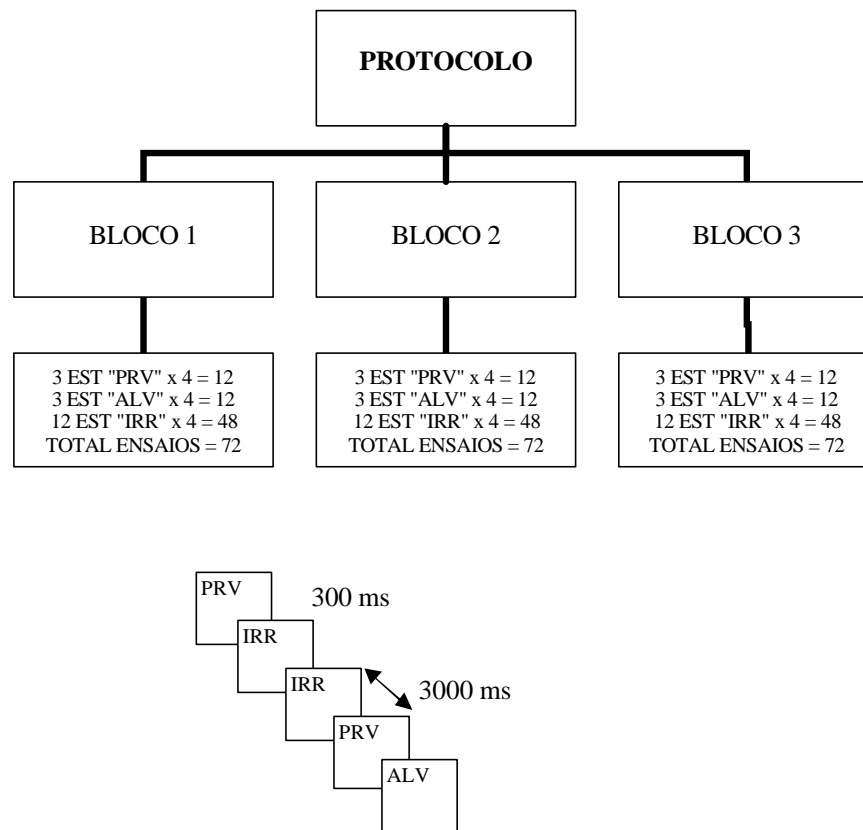 PROTOCOLO
BLOCO 1
BLOCO 2
BLOCO 3
3 EST "PRV" x 4 = 12
3 EST "ALV" x 4 = 12
12 EST "IRR" x 4 = 48
TOTAL ENSAIOS = 72
3 EST "PRV" x 4 = 12
3 EST "ALV" x 4 = 12
12 EST "IRR" x 4 = 48
TOTAL ENSAIOS = 72
3 EST "PRV" x 4 = 12
3 EST "ALV" x 4 = 12
12 EST "IRR" x 4 = 48
TOTAL ENSAIOS = 72
PRV
300 ms
IRR
IRR
3000 ms
PRV
ALV